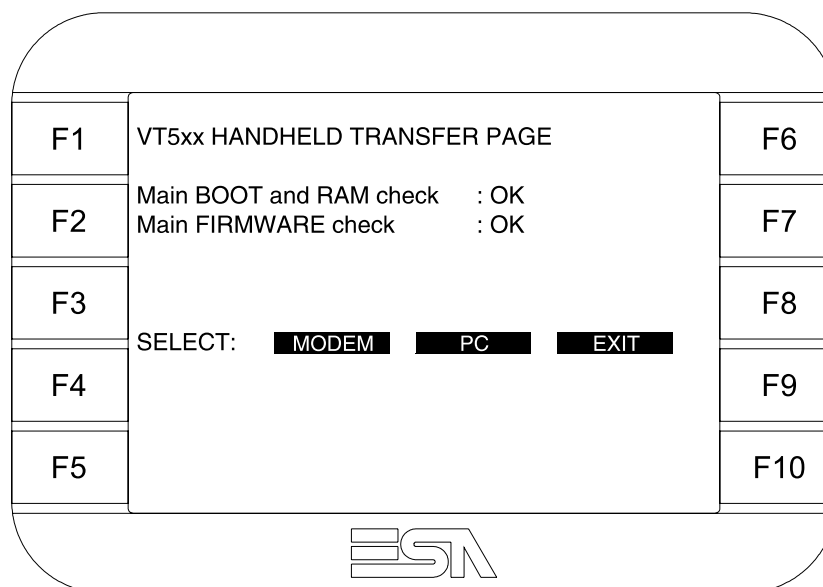 F1
F2
F3
F4
F5
VT5xx HANDHELD TRANSFER PAGE
Main BOOT and RAM check : OK
Main FIRMWARE check : OK
SELECT: MODEM PC EXIT
F6
F7
F8
F9
F10
ESA